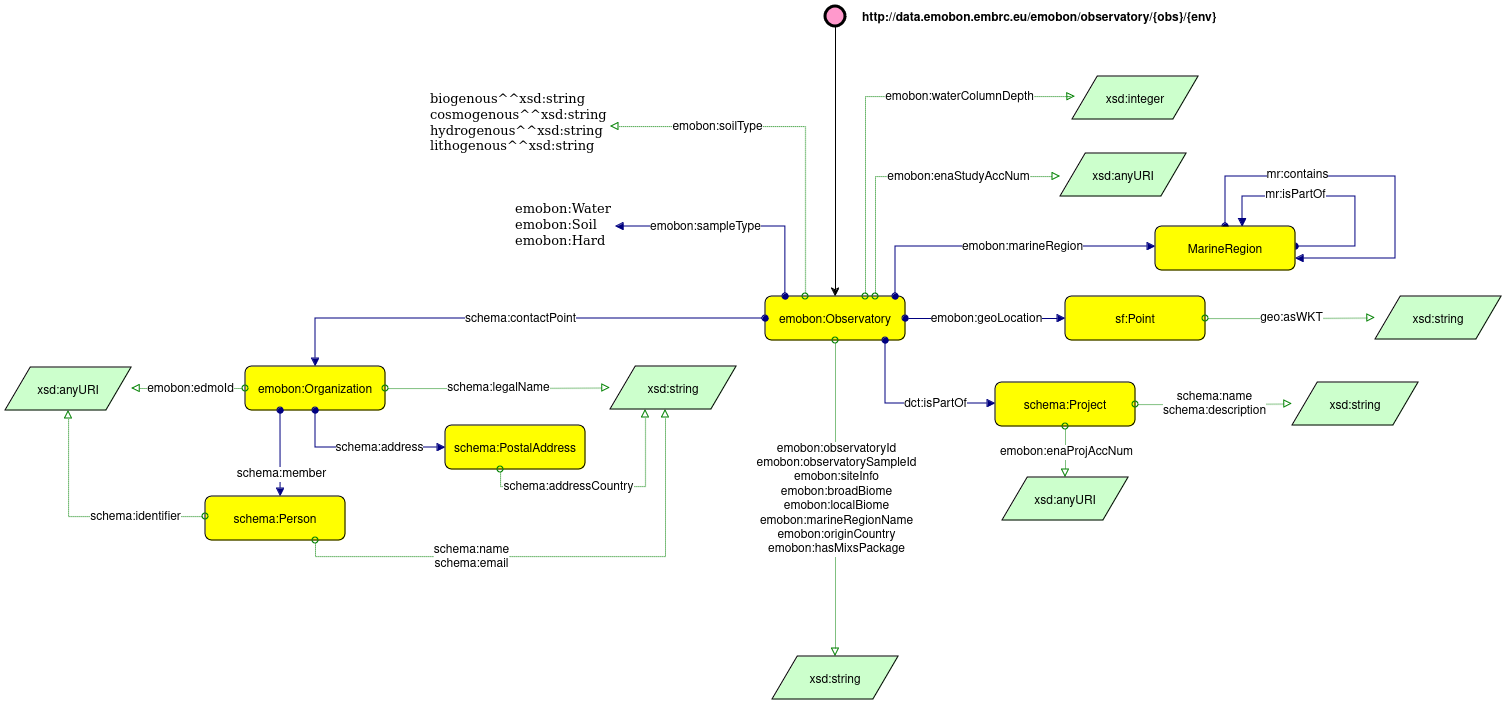 http://data.emobon.embrc.eu/emobon/observatory/{obs}/{env}
emobon:waterColumnDepth
xsd:integer
biogenous^^xsd:string
cosmogenous^^xsd:string
hydrogenous^^xsd:string
lithogenous^^xsd:string
emobon:soilType
emobon:enaStudyAccNum
xsd:anyURI
mr:contains
mr:isPartOf
emobon:Water
emobon:Soil
emobon:Hard
emobon:sampleType
emobon:marineRegion
MarineRegion
schema:contactPoint
emobon:Observatory
emobon:geoLocation
sf:Point
geo:asWKT
xsd:string
xsd:anyURI
emobon:edmoId
emobon:Organization
schema:legalName
xsd:string
dct:isPartOf
schema:Project
schema:name
schema:description
xsd:string
schema:address
schema:PostalAddress
emobon:enaProjAccNum
schema:member
schema:addressCountry
xsd:anyURI
emobon:observatoryId
emobon:observatorySampleId
emobon:siteInfo
emobon:broadBiome
emobon:localBiome
emobon:marineRegionName
emobon:originCountry
emobon:hasMixsPackage
schema:identifier
schema:Person
schema:name
schema:email
xsd:string